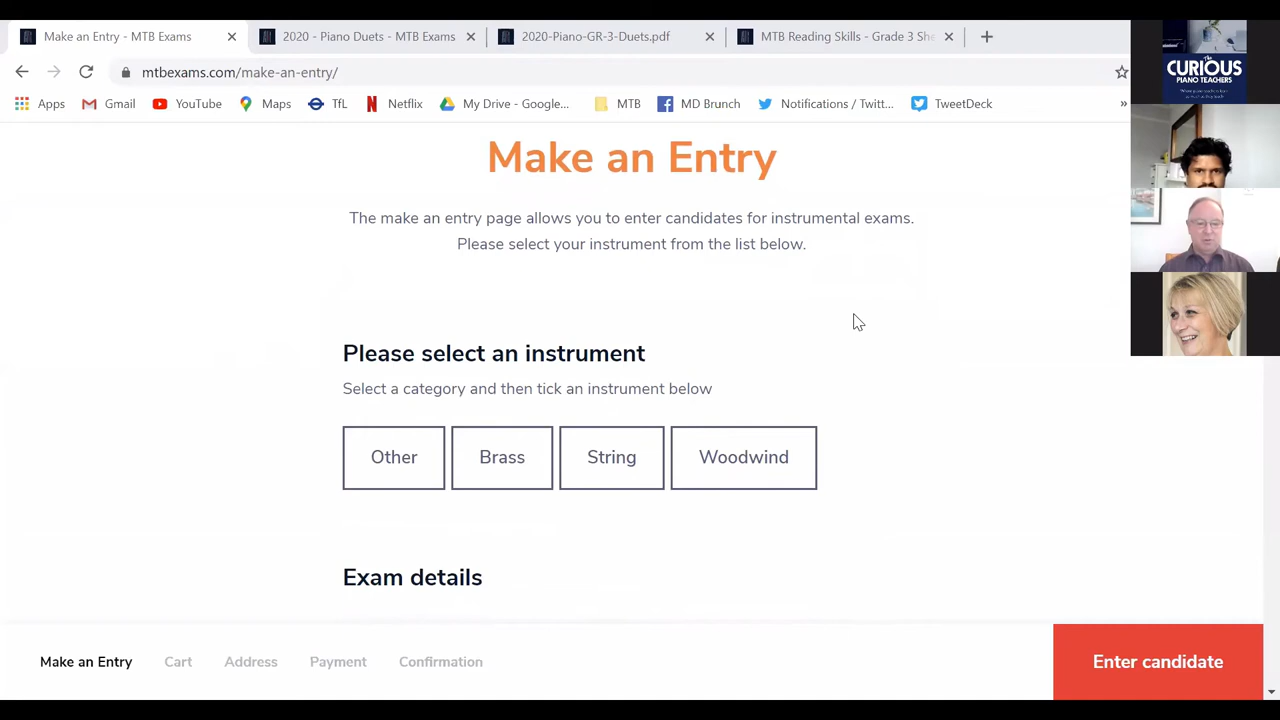 Make an Entry - MTB Exams
2020 - Piano Duets - MTB Exams
2020-Piano-GR-3-Duets.pdf
MTB Reading Skills - Grade 3 She
mtbexams.com/make-an-entry/
Apps
Gmail
YouTube
Maps
TfL
Netflix
My Drive - Google...
MTB
MD Brunch
Notifications / Twitt...
TweetDeck
»
The
CURIOUS
PIANO TEACHERS
Make an Entry
The make an entry page allows you to enter candidates for instrumental exams.
Please select your instrument from the list below.
Please select an instrument
Select a category and then tick an instrument below
Other
Brass
String
Woodwind
Exam details
Make an Entry
Cart
Address
Payment
Confirmation
Enter candidate